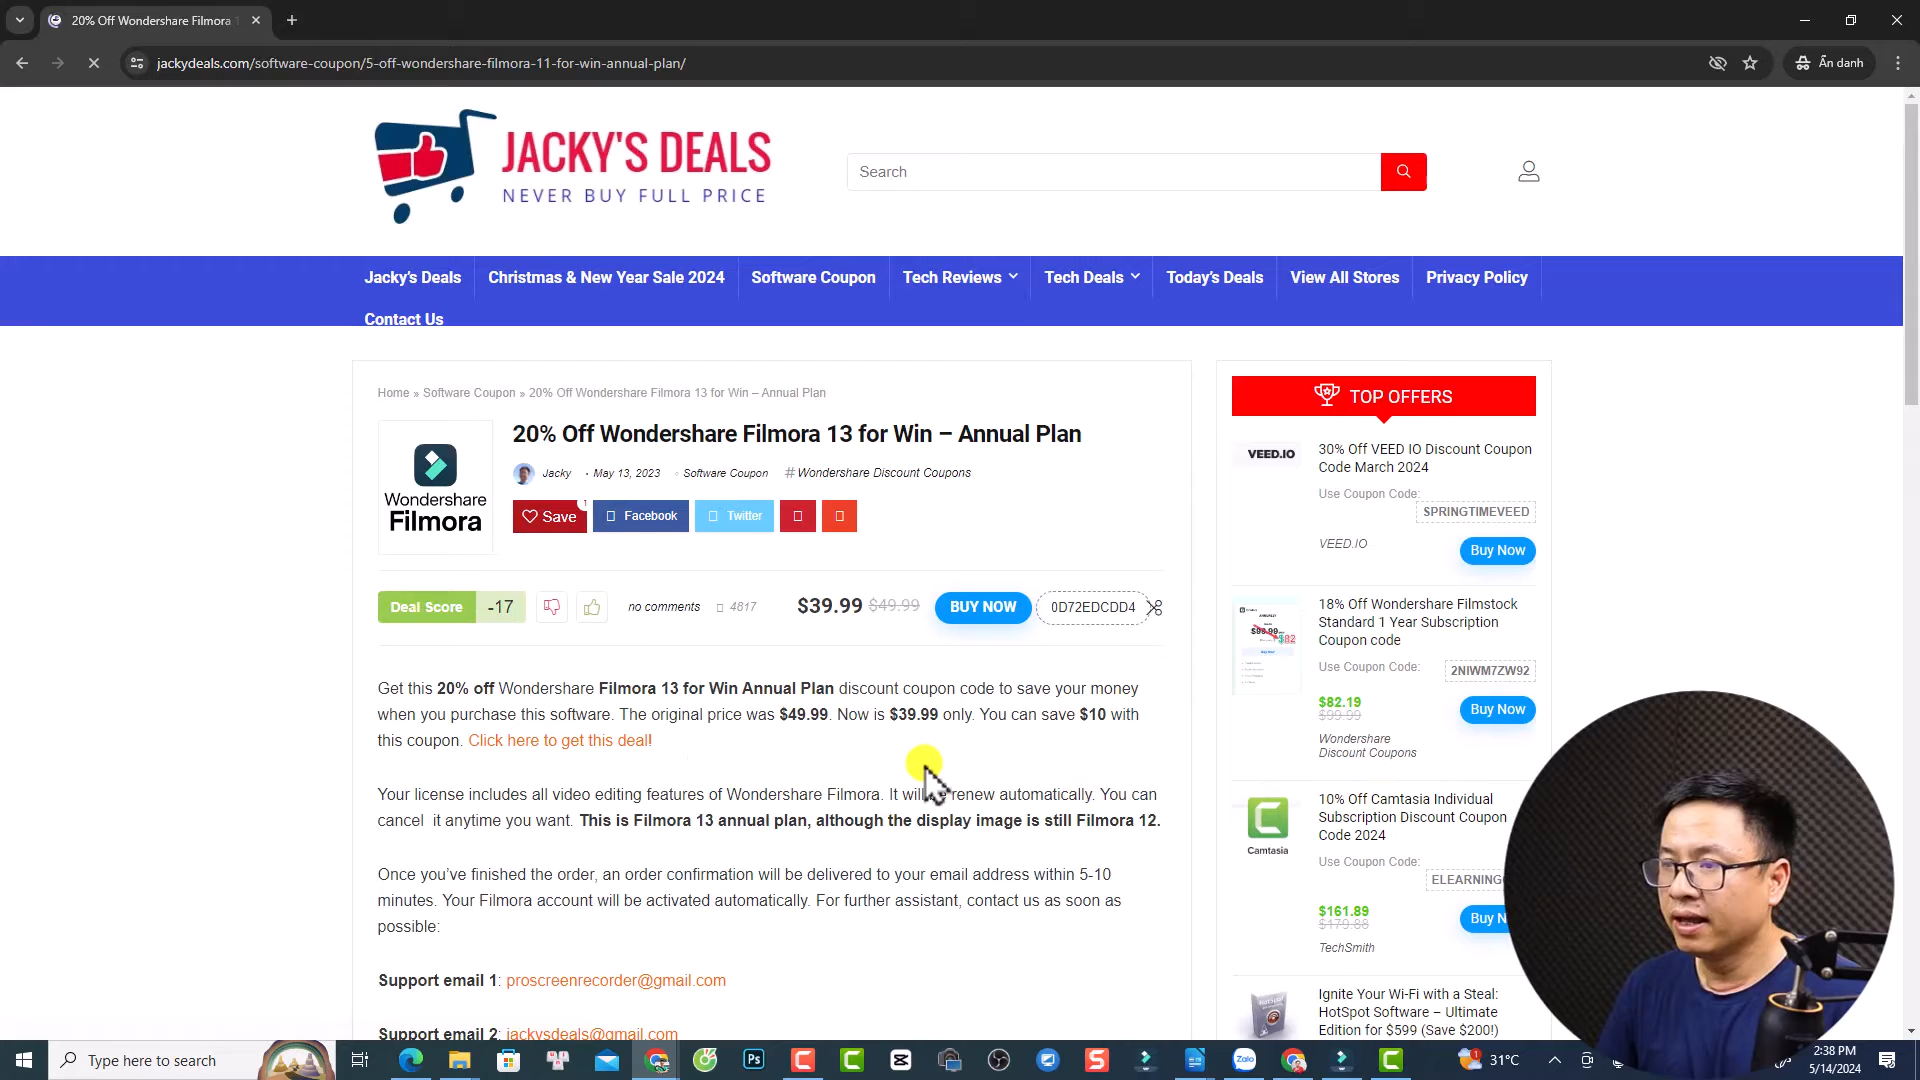 20% Off Wondershare Filmora 1
jackydeals.com/software-coupon/5-off-wondershare-filmora-11-for-win-annual-plan/
Ẩn danh
JACKY'S DEALS
NEVER BUY FULL PRICE
Search
Jacky's Deals
Christmas & New Year Sale 2024
Software Coupon
Tech Reviews
Tech Deals
Today's Deals
View All Stores
Privacy Policy
Contact Us
Home » Software Coupon » 20% Off Wondershare Filmora 13 for Win – Annual Plan
Wondershare
Filmora
20% Off Wondershare Filmora 13 for Win – Annual Plan
Jacky · May 13, 2023 · Software Coupon # Wondershare Discount Coupons
Save 1
Facebook
Twitter
Deal Score -17
no comments
4817
$39.99 $49.99
BUY NOW
0D72EDCDD4
Get this 20% off Wondershare Filmora 13 for Win Annual Plan discount coupon code to save your money
when you purchase this software. The original price was $49.99. Now is $39.99 only. You can save $10 with
this coupon. Click here to get this deal!
Your license includes all video editing features of Wondershare Filmora. It will renew automatically. You can
cancel it anytime you want. This is Filmora 13 annual plan, although the display image is still Filmora 12.
Once you've finished the order, an order confirmation will be delivered to your email address within 5-10
minutes. Your Filmora account will be activated automatically. For further assistant, contact us as soon as
possible:
Support email 1: proscreenrecorder@gmail.com
Support email 2: jackysdeals@gmail.com
TOP OFFERS
VEED.IO
30% Off VEED IO Discount Coupon
Code March 2024
Use Coupon Code:
SPRINGTIMEVEED
VEED.IO
Buy Now
18% Off Wondershare Filmstock
Standard 1 Year Subscription
Coupon code
Use Coupon Code:
2NIWM7ZW92
$82.19
$99.99
Buy Now
Wondershare
Discount Coupons
Camtasia
10% Off Camtasia Individual
Subscription Discount Coupon
Code 2024
Use Coupon Code:
$161.89
$179.88
Buy
TechSmith
Ignite Your Wi-Fi with a Steal:
HotSpot Software – Ultimate
Edition for $599 (Save $200!)
Type here to search
Ps
Zalo
31°C
2:38 PM
5/14/2024